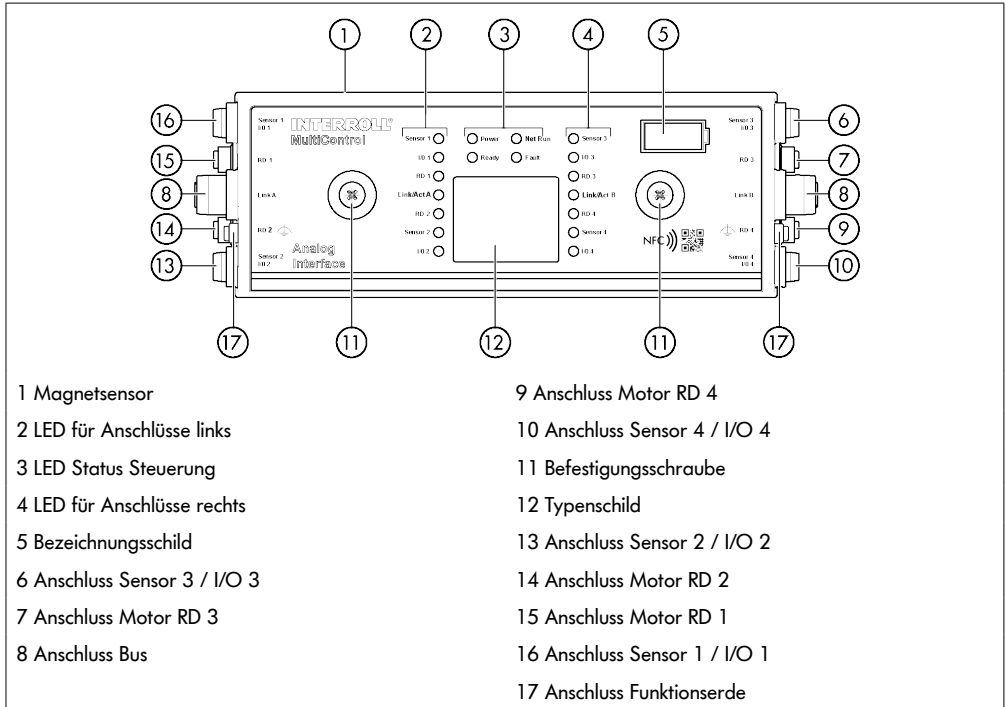 1 2 3 4 5
16 Sensor 1 I/O 1 INTERROLL® MultiControl Sensor 1 Power Net Run Sensor 3 Sensor 3 I/O 3 6
I/O 1 Ready Fault I/O 3
15 RD 1 RD 1 RD 3 RD 3 7
8 Link A Link/Act A Link/Act B Link B 8
14 RD 2 RD 2 RD 4 RD 4 9
Sensor 2 Sensor 4
13 Sensor 2 I/O 2 Analog Interface I/O 2 I/O 4 NFC Sensor 4 I/O 4 10
17 11 12 11 17
1 Magnetsensor
2 LED für Anschlüsse links
3 LED Status Steuerung
4 LED für Anschlüsse rechts
5 Bezeichnungsschild
6 Anschluss Sensor 3 / I/O 3
7 Anschluss Motor RD 3
8 Anschluss Bus
9 Anschluss Motor RD 4
10 Anschluss Sensor 4 / I/O 4
11 Befestigungsschraube
12 Typenschild
13 Anschluss Sensor 2 / I/O 2
14 Anschluss Motor RD 2
15 Anschluss Motor RD 1
16 Anschluss Sensor 1 / I/O 1
17 Anschluss Funktionserde